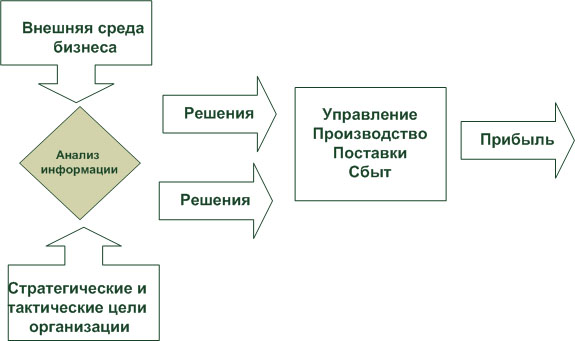 Внешняя среда
бизнеса
Анализ
информации
Стратегические и
тактические цели
организации
Решения
Решения
Управление
Производство
Поставки
Сбыт
Прибыль